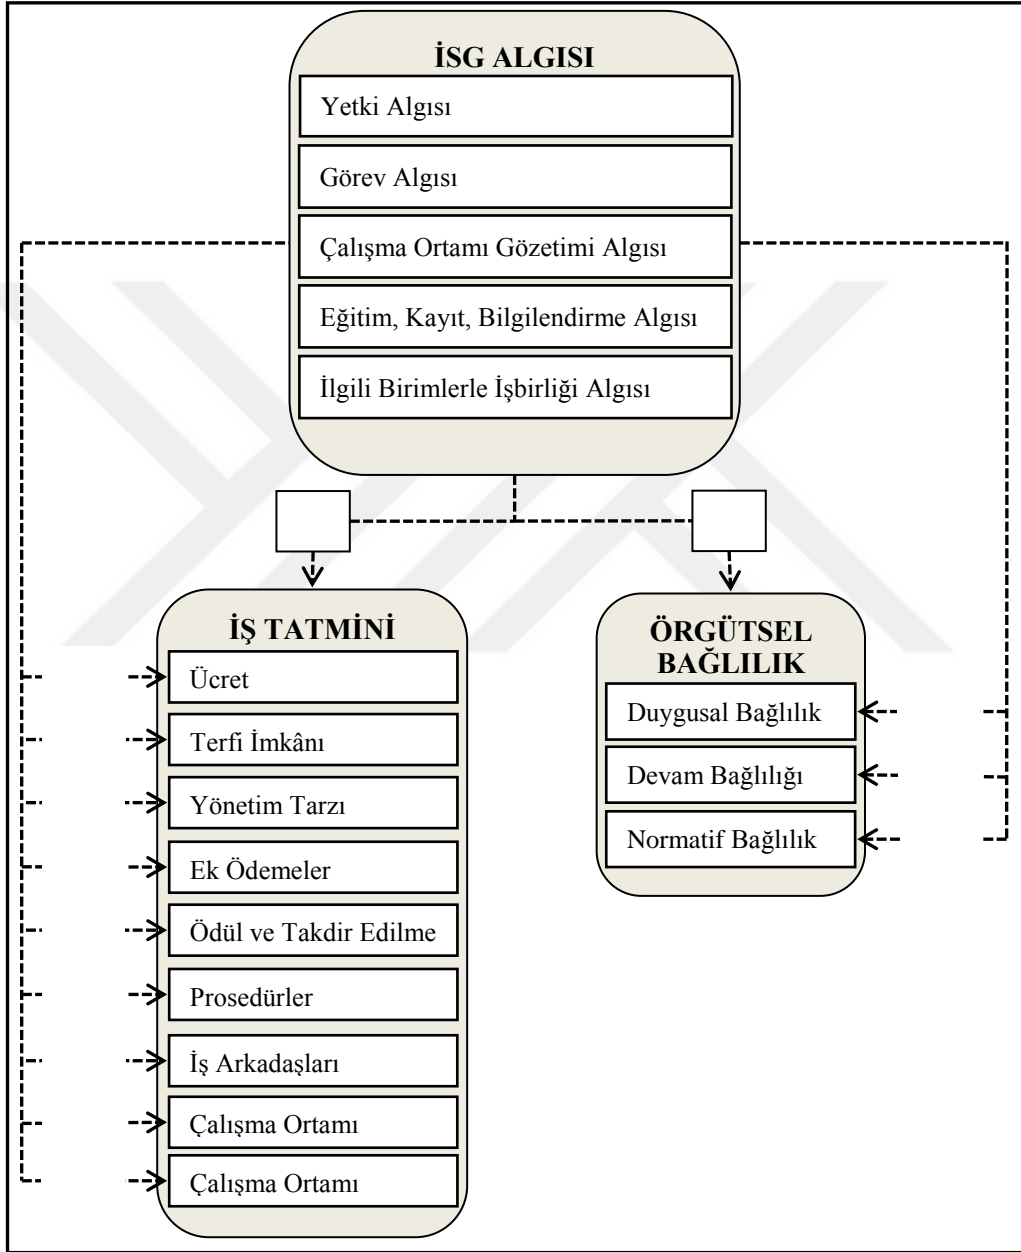 İSG ALGISI
Yetki Algısı
Görev Algısı
Çalışma Ortamı Gözetimi Algısı
Eğitim, Kayıt, Bilgilendirme Algısı
İlgili Birimlerle İşbirliği Algısı
İŞ TATMİNİ
Ücret
Terfi İmkânı
Yönetim Tarzı
Ek Ödemeler
Ödül ve Takdir Edilme
Prosedürler
İş Arkadaşları
Çalışma Ortamı
Çalışma Ortamı
ÖRGÜTSEL
BAĞLILIK
Duygusal Bağlılık
Devam Bağlılığı
Normatif Bağlılık